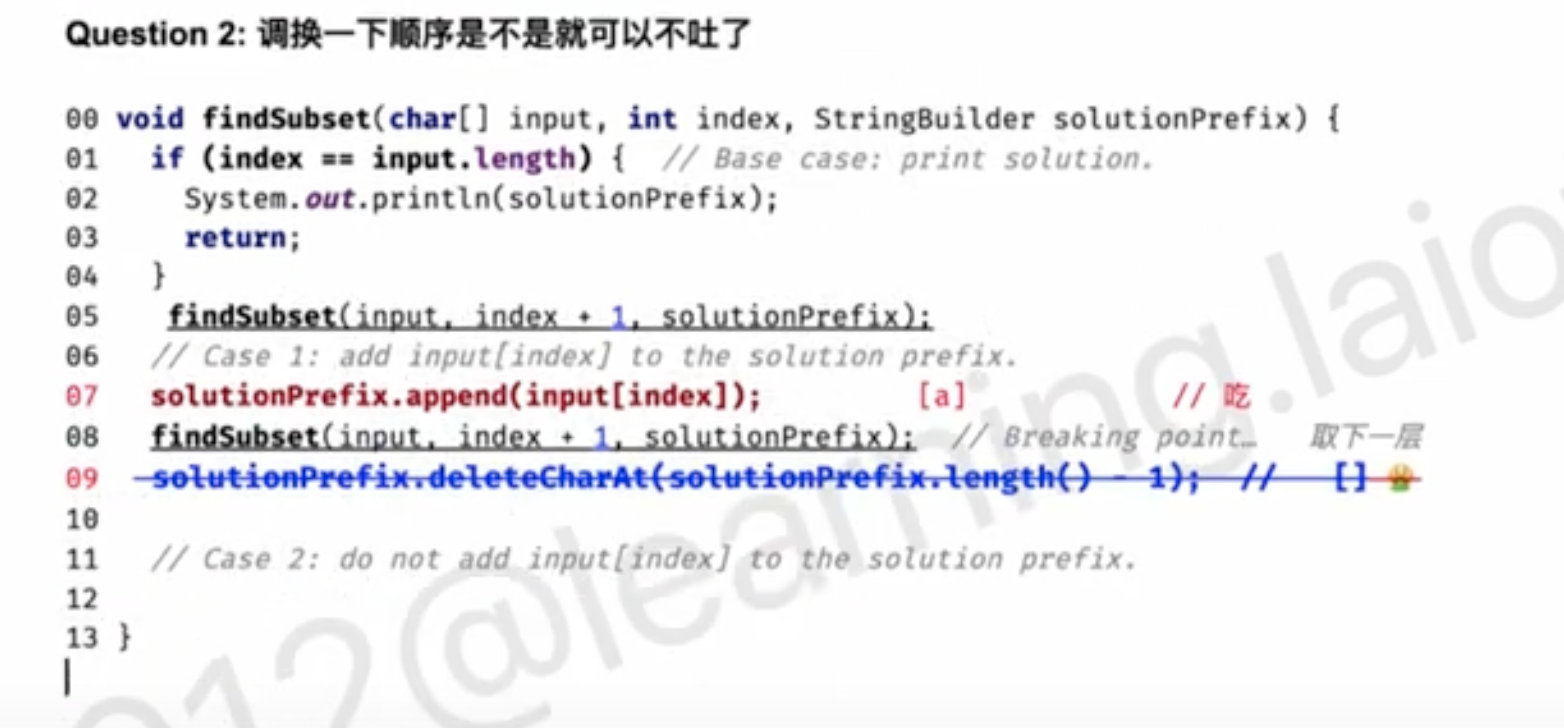 Question 2: 调换一下顺序是不是就可以不吐了
00 void findSubset(char[] input, int index, StringBuilder solutionPrefix) {
01 if (index == input.length) { // Base case: print solution.
02 System.out.println(solutionPrefix);
03 return;
04 }
05 findSubset(input, index + 1, solutionPrefix);
06 // Case 1: add input[index] to the solution prefix.
07 solutionPrefix.append(input[index]); [a] // 吃
08 findSubset(input, index + 1, solutionPrefix); // Breaking point… 取下一层
09 solutionPrefix.deleteCharAt(solutionPrefix.length() - 1); // [] 🤮
10
11 // Case 2: do not add input[index] to the solution prefix.
12
13 }
012@learning.laio